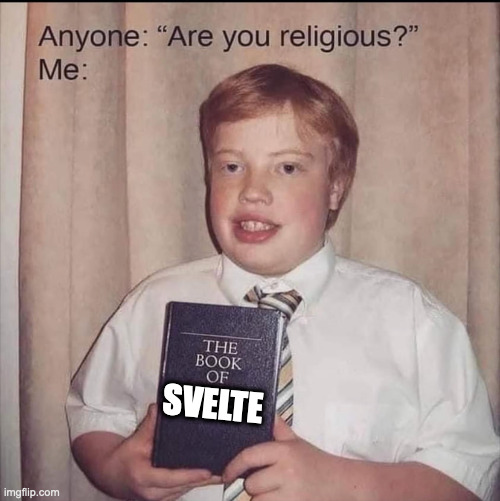 Anyone: “Are you religious?”
Me:
THE
BOOK
OF
SVELTE
imgflip.com